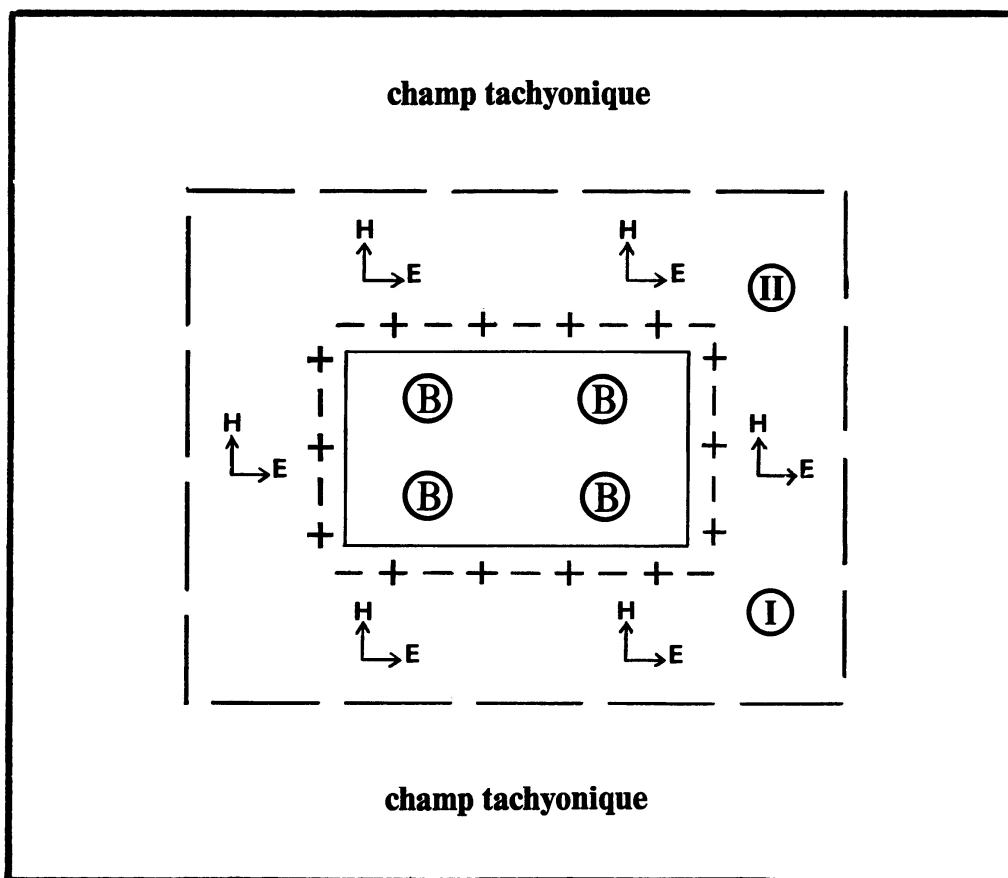 champ tachyonique
H H
E E
II
− + − + − + − + −
+ +
B B
− −
H H
+ +
E E
− −
B B
+ +
− + − + − + − + −
H H
I
E E
champ tachyonique